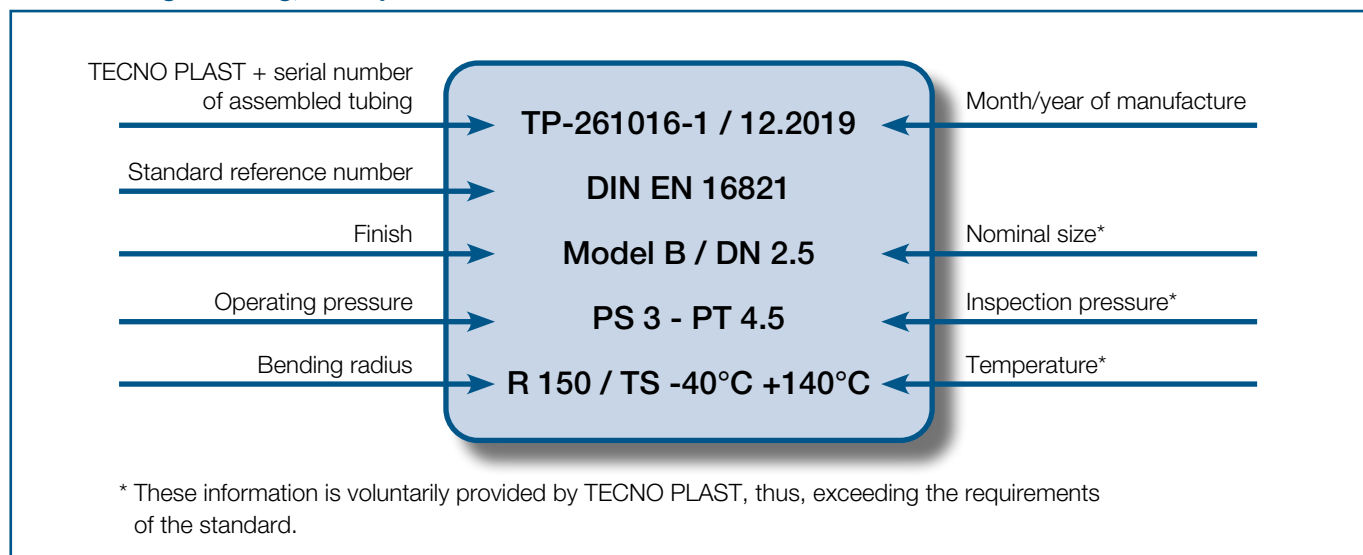 TECNO PLAST + serial number
of assembled tubing
TP-261016-1 / 12.2019
Month/year of manufacture
Standard reference number
DIN EN 16821
Finish
Model B / DN 2.5
Nominal size*
Operating pressure
PS 3 - PT 4.5
Inspection pressure*
Bending radius
R 150 / TS -40°C +140°C
Temperature*
* These information is voluntarily provided by TECNO PLAST, thus, exceeding the requirements
of the standard.